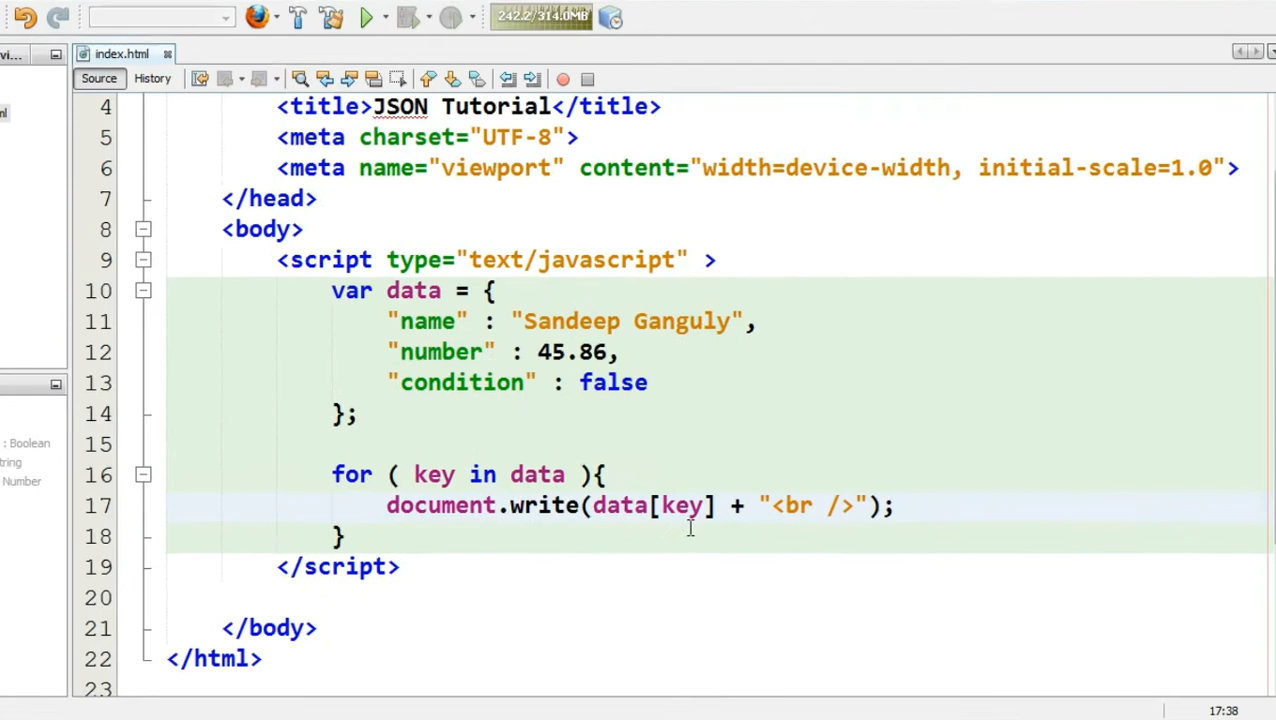 242.2/314.0MB
vi...
index.html
Source History
ml
4 <title>JSON Tutorial</title>
5 <meta charset="UTF-8">
6 <meta name="viewport" content="width=device-width, initial-scale=1.0">
7 </head>
8 <body>
9 <script type="text/javascript" >
10 var data = {
11 "name" : "Sandeep Ganguly",
12 "number" : 45.86,
13 "condition" : false
14 };
15
16 for ( key in data ){
17 document.write(data[key] + "<br />");
18 }
19 </script>
20
21 </body>
22 </html>
23
: Boolean
tring
Number
17:38